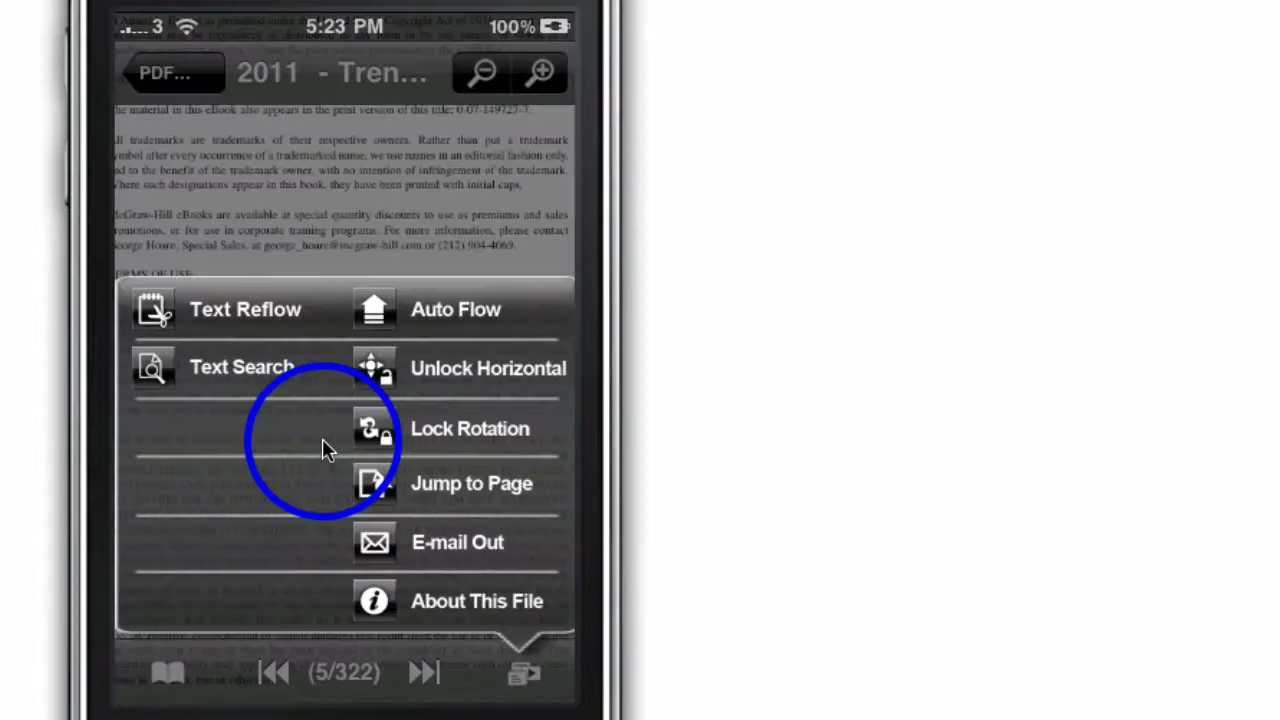 3 5:23 PM 100%
PDF... 2011 - Tren...
he material in this eBook also appears in the print version of this title: 0-07-149727-7.
ll trademarks are trademarks of their respective owners. Rather than put a trademark
ymbol after every occurrence of a trademarked name, we use names in an editorial fashion only,
nd to the benefit of the trademark owner, with no intention of infringement of the trademark.
Where such designations appear in this book, they have been printed with initial caps.
McGraw-Hill eBooks are available at special quantity discounts to use as premiums and sales
romotions, or for use in corporate training programs. For more information, please contact
eorge Hoare, Special Sales, at george_hoare@mcgraw-hill.com or (212) 904-4069.
TERMS OF USE
Text Reflow Auto Flow
Text Search Unlock Horizontal
Lock Rotation
Jump to Page
E-mail Out
About This File
(5/322)